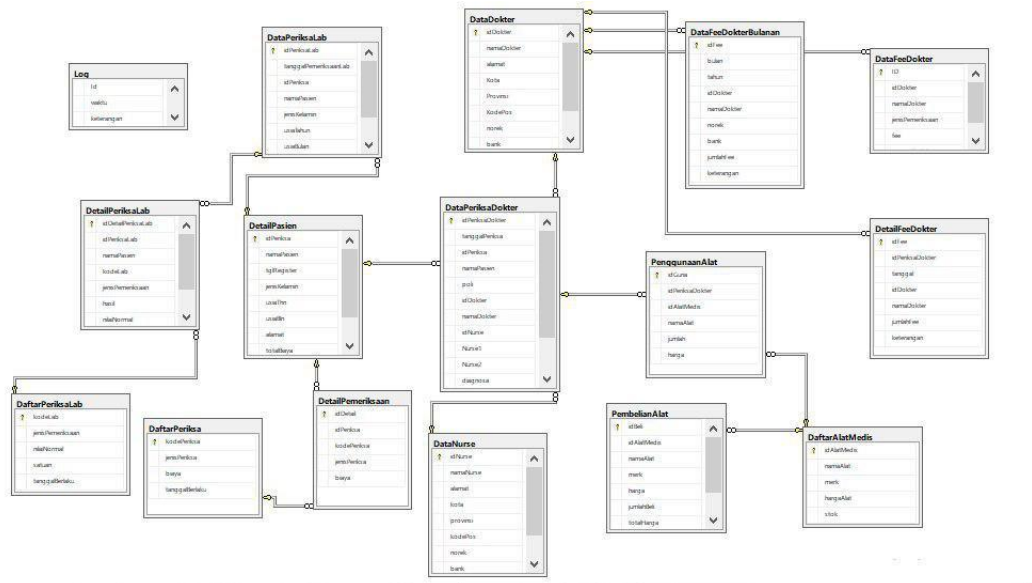 Log
Id
waktu
keterangan
DataPeriksaLab
idPeriksaLab
tanggalPemeriksaanLab
idPeriksa
namaPasien
jenisKelamin
usiaTahun
usiaBulan
DataDokter
idDokter
namaDokter
alamat
Kota
Provinsi
KodePos
norek
bank
DataFeeDokterBulanan
idFee
bulan
tahun
idDokter
namaDokter
norek
bank
jumlahFee
keterangan
DataFeeDokter
ID
idDokter
namaDokter
jenisPemeriksaan
fee
DetailPeriksaLab
idDetailPeriksaLab
idPeriksaLab
namaPasien
kodeLab
jenisPemeriksaan
hasil
nilaiNormal
DetailPasien
idPeriksa
namaPasien
tglRegister
jenisKelamin
usiaThn
usiaBln
alamat
totalBiaya
DataPeriksaDokter
idPeriksaDokter
tanggalPeriksa
idPeriksa
namaPasien
poli
idDokter
namaDokter
idNurse
Nurse1
Nurse2
diagnosa
PenggunaanAlat
idGuna
idPeriksaDokter
idAlatMedis
namaAlat
jumlah
harga
DetailFeeDokter
idFee
idPeriksaDokter
tanggal
idDokter
namaDokter
jumlahFee
keterangan
DaftarPeriksaLab
kodeLab
jenisPemeriksaan
nilaiNormal
satuan
tanggalBerlaku
DaftarPeriksa
kodePeriksa
jenisPeriksa
biaya
tanggalBerlaku
DetailPemeriksaan
idDetail
idPeriksa
kodePeriksa
jenisPeriksa
biaya
DataNurse
idNurse
namaNurse
alamat
kota
provinsi
kodePos
norek
bank
PembelianAlat
idBeli
idAlatMedis
namaAlat
merk
harga
jumlahBeli
totalHarga
DaftarAlatMedis
idAlatMedis
namaAlat
merk
hargaAlat
stok